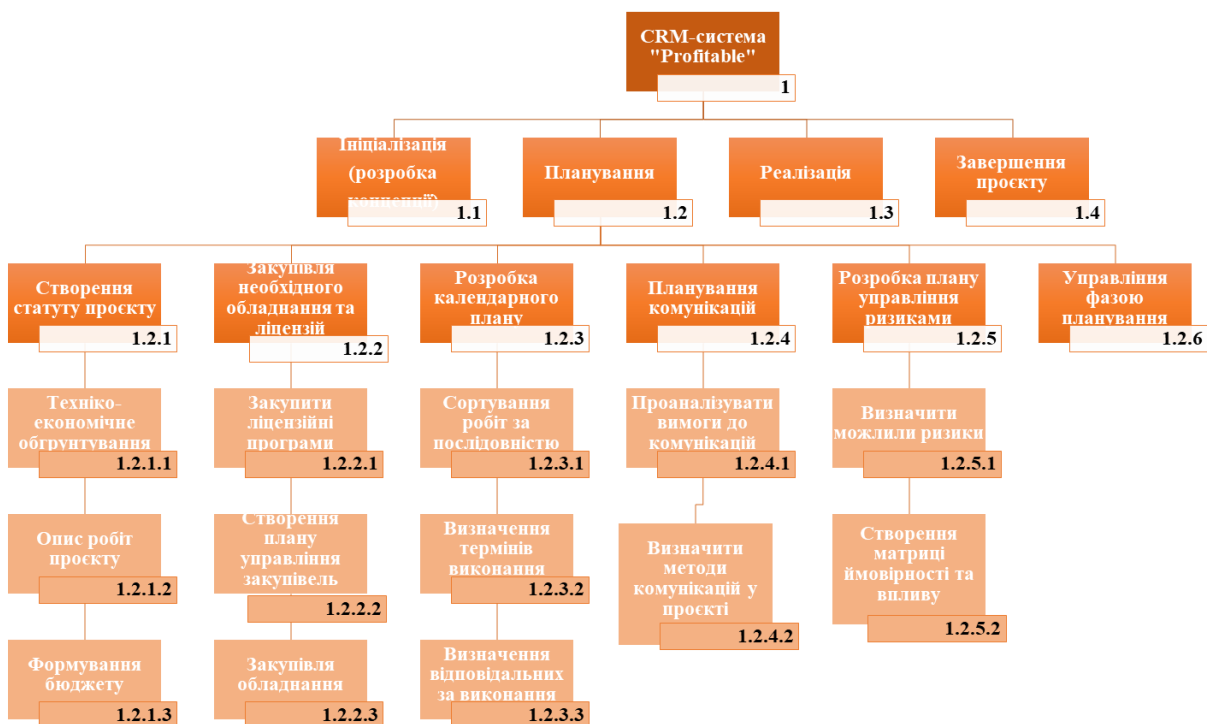 CRM-система
"Profitable"
1
Ініціалізація
(розробка
концепції)
1.1
Планування
1.2
Реалізація
1.3
Завершення
проєкту
1.4
Створення
статуту проєкту
1.2.1
Закупівля
необхідного
обладнання та
ліцензій
1.2.2
Розробка
календарного
плану
1.2.3
Планування
комунікацій
1.2.4
Розробка плану
управління
ризиками
1.2.5
Управління
фазою
планування
1.2.6
Техніко-
економічне
обгрунтування
1.2.1.1
Закупити
ліцензійні
програми
1.2.2.1
Сортування
робіт за
послідовністю
1.2.3.1
Проаналізувати
вимоги до
комунікацій
1.2.4.1
Визначити
можлили ризики
1.2.5.1
Опис робіт
проєкту
1.2.1.2
Створення
плану
управління
закупівель
1.2.2.2
Визначення
термінів
виконання
1.2.3.2
Визначити
методи
комунікацій у
проєкті
1.2.4.2
Створення
матриці
ймовірності та
впливу
1.2.5.2
Формування
бюджету
1.2.1.3
Закупівля
обладнання
1.2.2.3
Визначення
відповідальних
за виконання
1.2.3.3